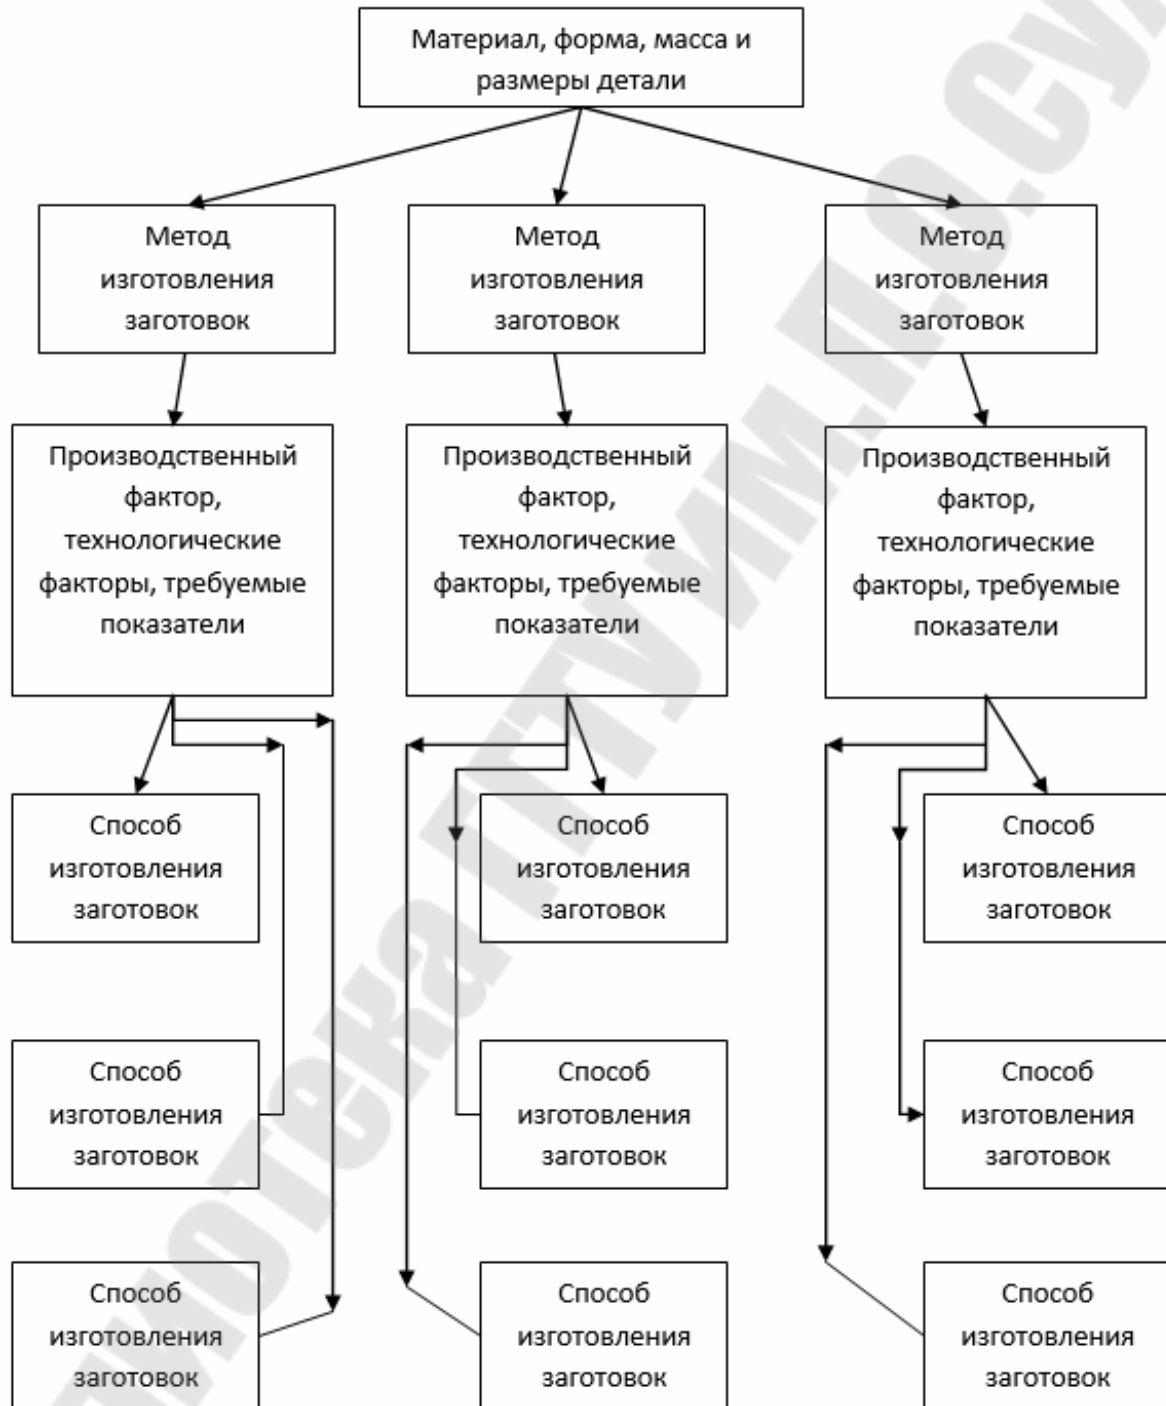 Материал, форма, масса и
размеры детали
Метод
изготовления
заготовок
Метод
изготовления
заготовок
Метод
изготовления
заготовок
Производственный
фактор,
технологические
факторы, требуемые
показатели
Производственный
фактор,
технологические
факторы, требуемые
показатели
Производственный
фактор,
технологические
факторы, требуемые
показатели
Способ
изготовления
заготовок
Способ
изготовления
заготовок
Способ
изготовления
заготовок
Способ
изготовления
заготовок
Способ
изготовления
заготовок
Способ
изготовления
заготовок
Способ
изготовления
заготовок
Способ
изготовления
заготовок
Способ
изготовления
заготовок
ГГТУ им.П.О.